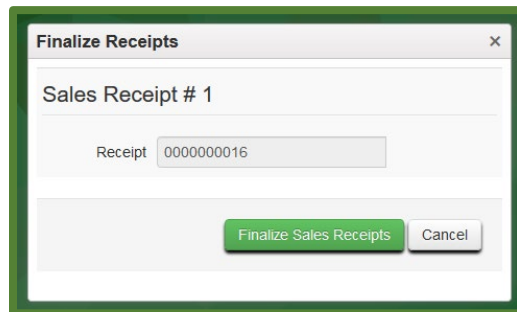 Finalize Receipts ×
Sales Receipt # 1
Receipt 0000000016
Finalize Sales Receipts Cancel